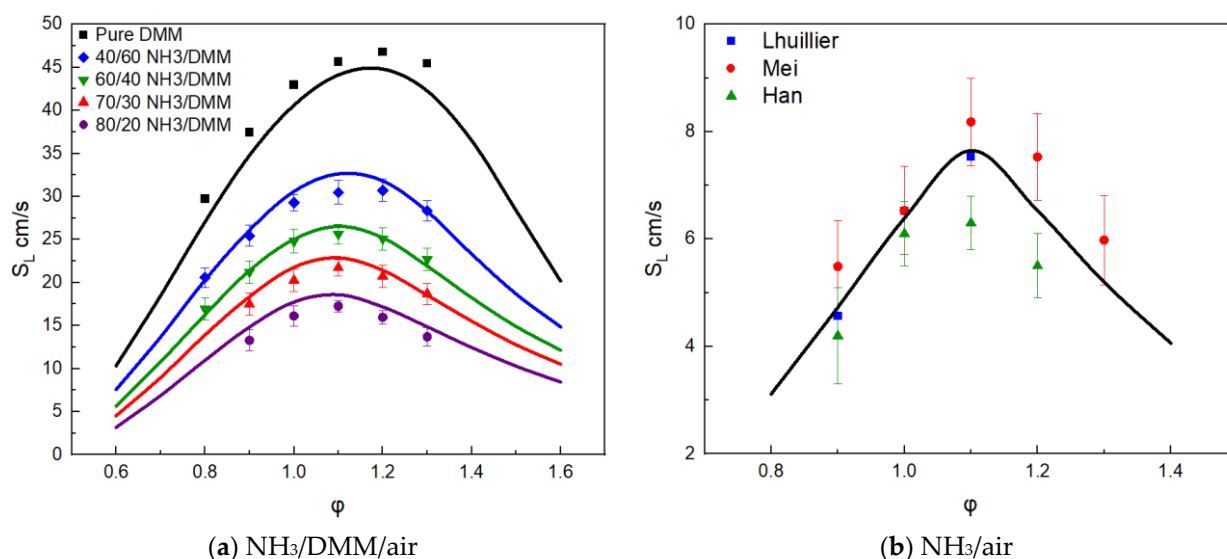 50
45
40
35
30
25
20
15
10
5
0
S_L cm/s
Pure DMM
40/60 NH3/DMM
60/40 NH3/DMM
70/30 NH3/DMM
80/20 NH3/DMM
0.6 0.8 1.0 1.2 1.4 1.6
φ
(a) NH₃/DMM/air
10
8
6
4
2
S_L cm/s
Lhuillier
Mei
Han
0.8 1.0 1.2 1.4
φ
(b) NH₃/air